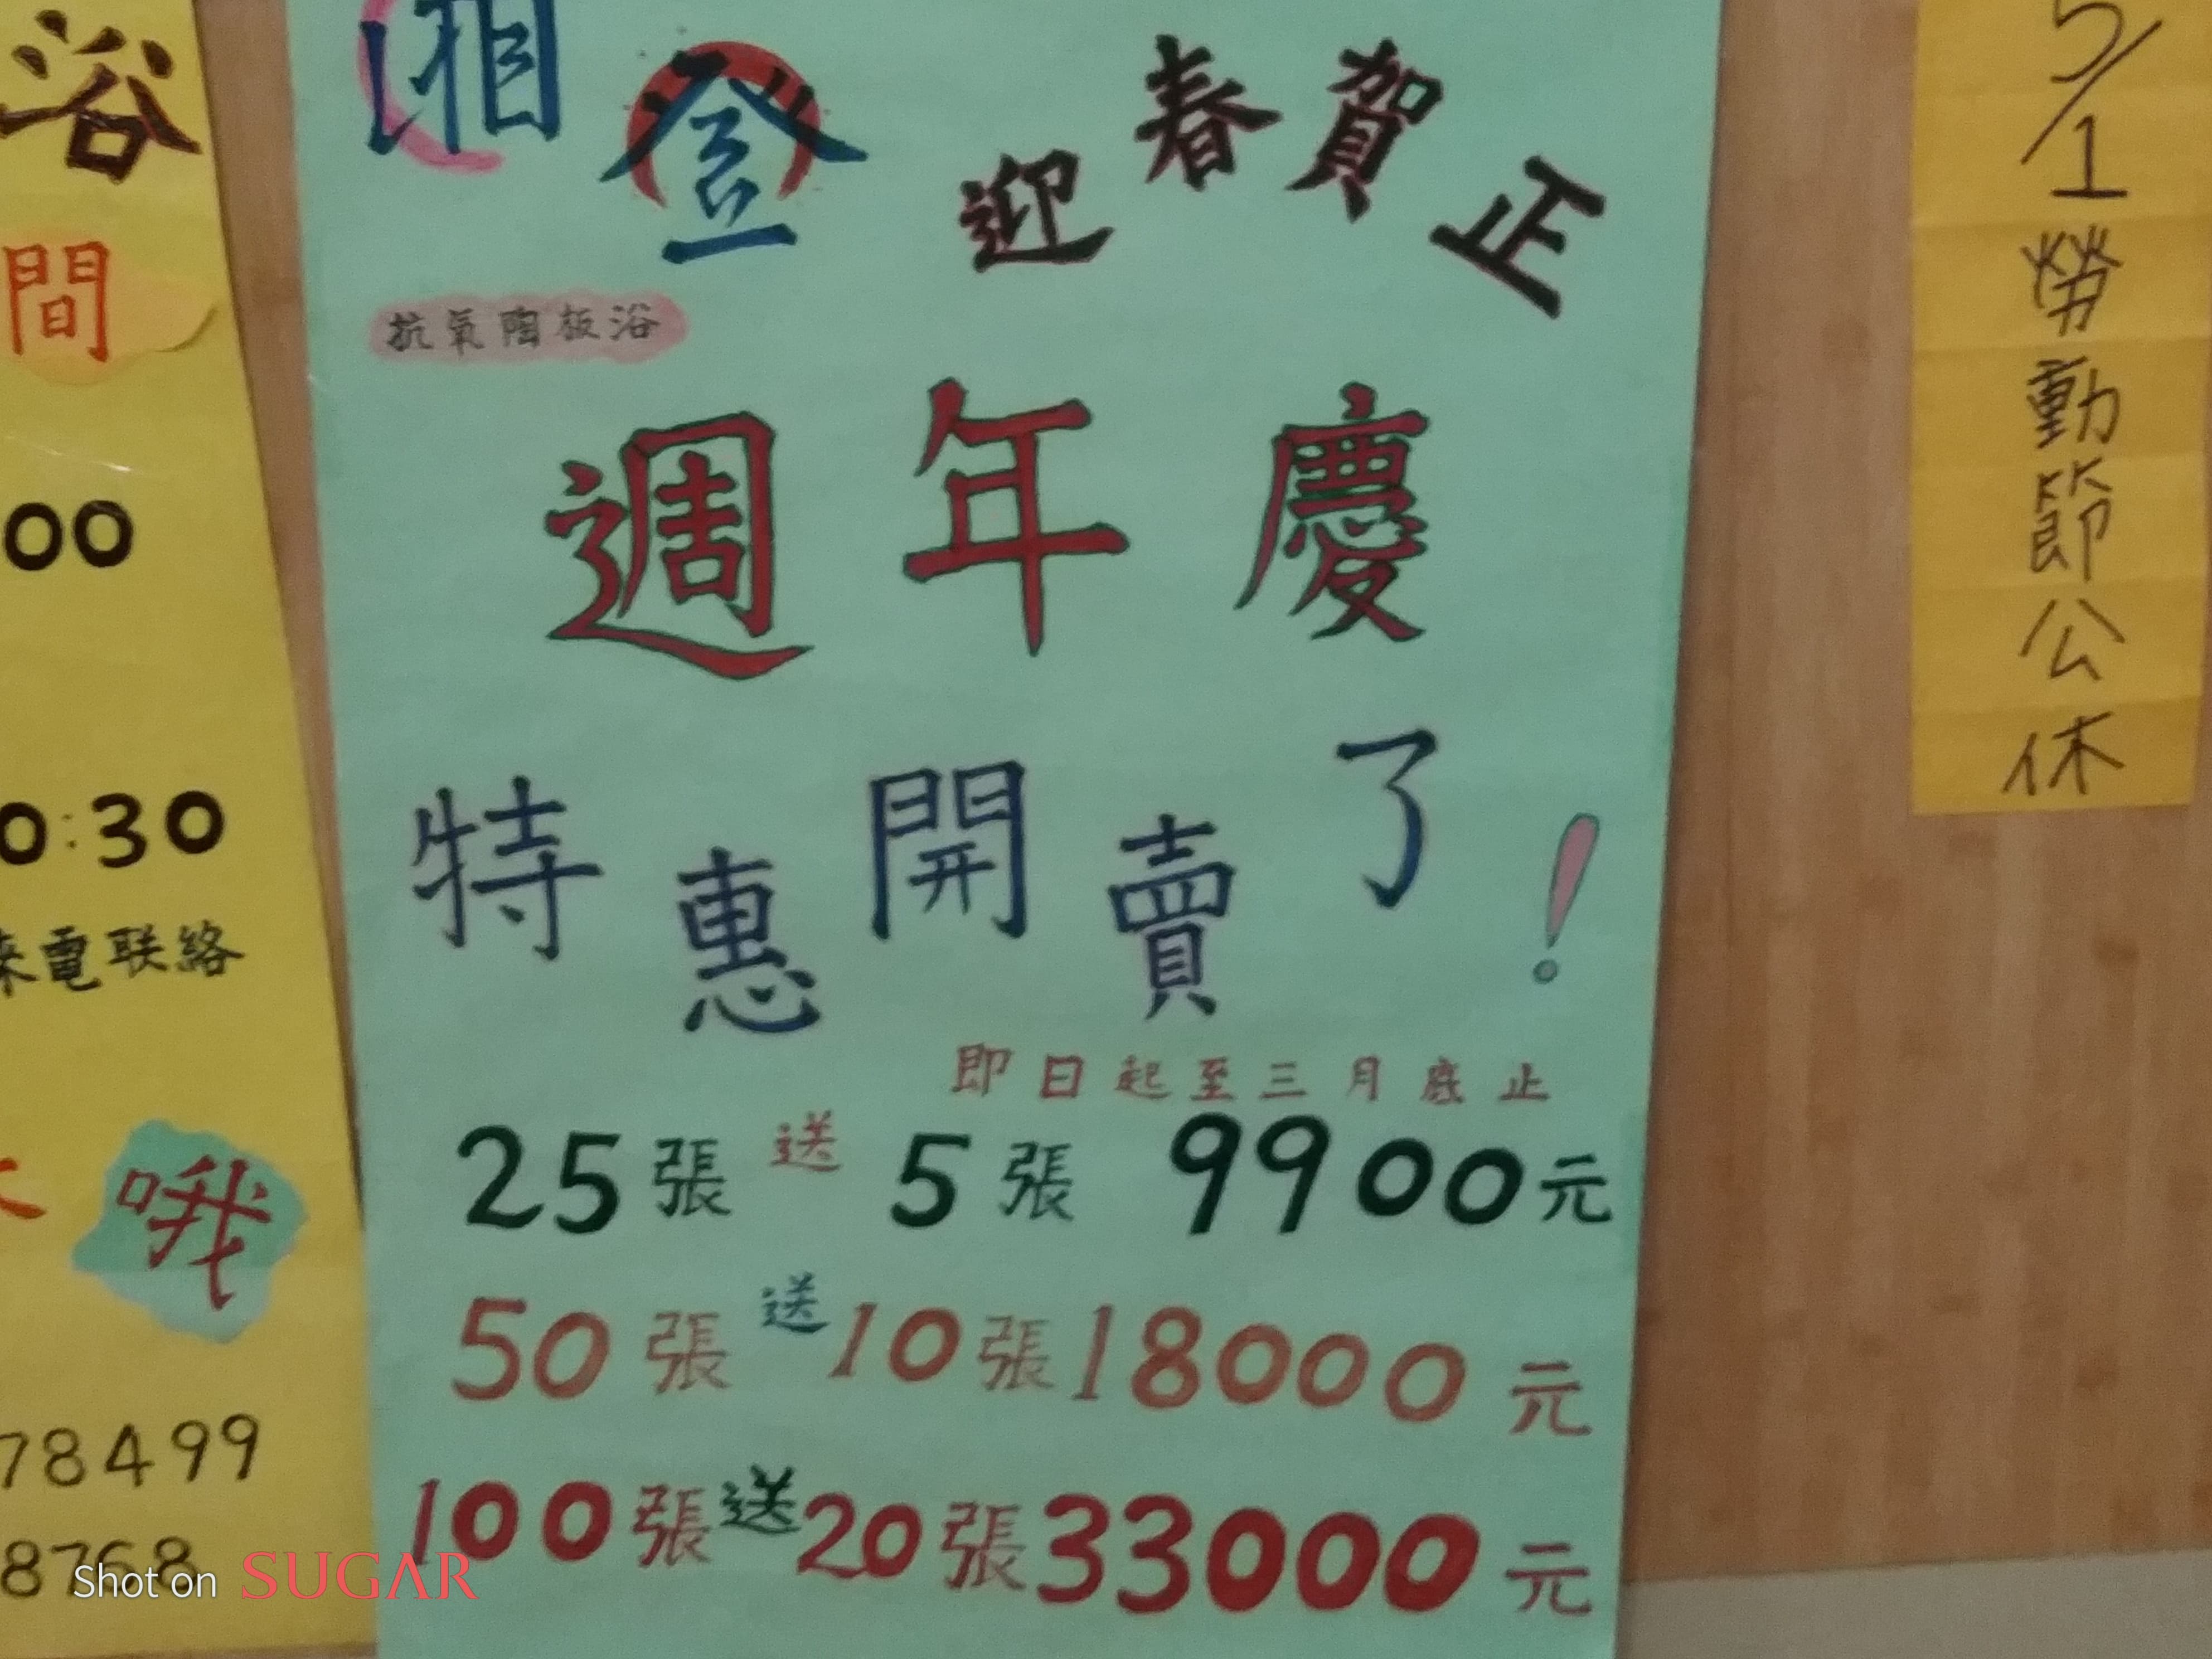 浴
間
00
0:30
來電联絡
哦
78499
8768
湘登
迎春賀正
抗氧陶板浴
週年慶
特惠開賣了!
即日起至三月底止
25張送5張 9900元
50張送10張18000元
100張送20張33000元
5/1勞動節公休
Shot on SUGAR